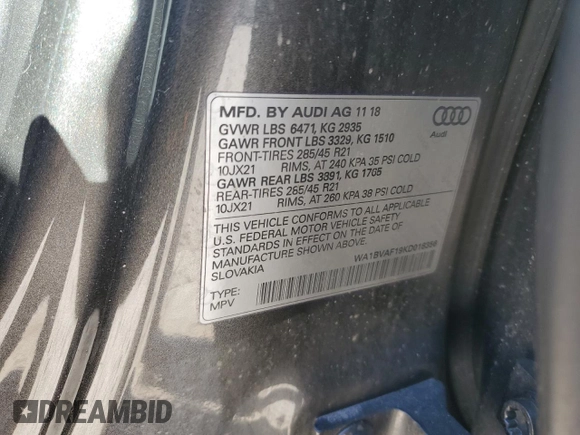 MFD. BY AUDI AG 11 18
GVWR LBS 6471, KG 2935
GAWR FRONT LBS 3329, KG 1510
FRONT-TIRES 285/45 R21
10JX21 RIMS, AT 240 KPA 35 PSI COLD
GAWR REAR LBS 3891, KG 1765
REAR-TIRES 285/45 R21
10JX21 RIMS, AT 260 KPA 38 PSI COLD
THIS VEHICLE CONFORMS TO ALL APPLICABLE
U.S. FEDERAL MOTOR VEHICLE SAFETY
STANDARDS IN EFFECT ON THE DATE OF
MANUFACTURE SHOWN ABOVE.
SLOVAKIA
TYPE:
MPV
Audi
DREAMBID